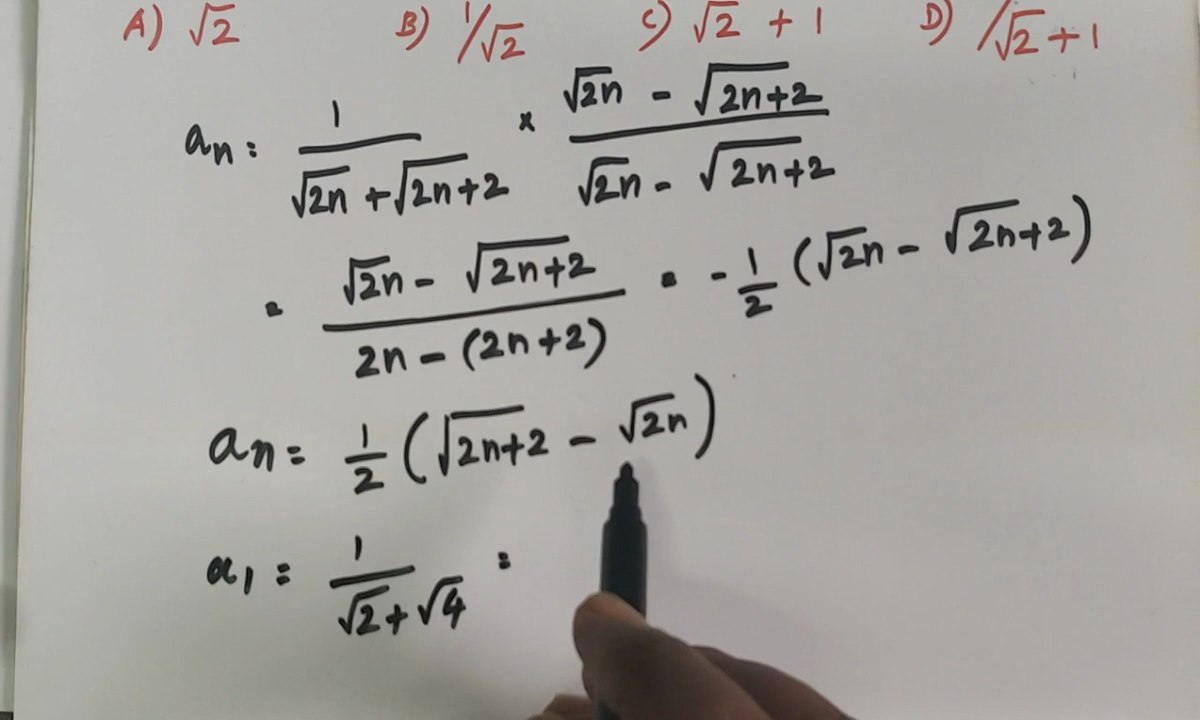 A) √2 B) 1/√2 C) √2 + 1 D) /√2 + 1
an = 1/(√2n + √2n+2) × (√2n - √2n+2)/(√2n - √2n+2)
= (√2n - √2n+2)/(2n - (2n+2)) = -1/2 (√2n - √2n+2)
an = 1/2 (√2n+2 - √2n)
a1 = 1/(√2 + √4) =